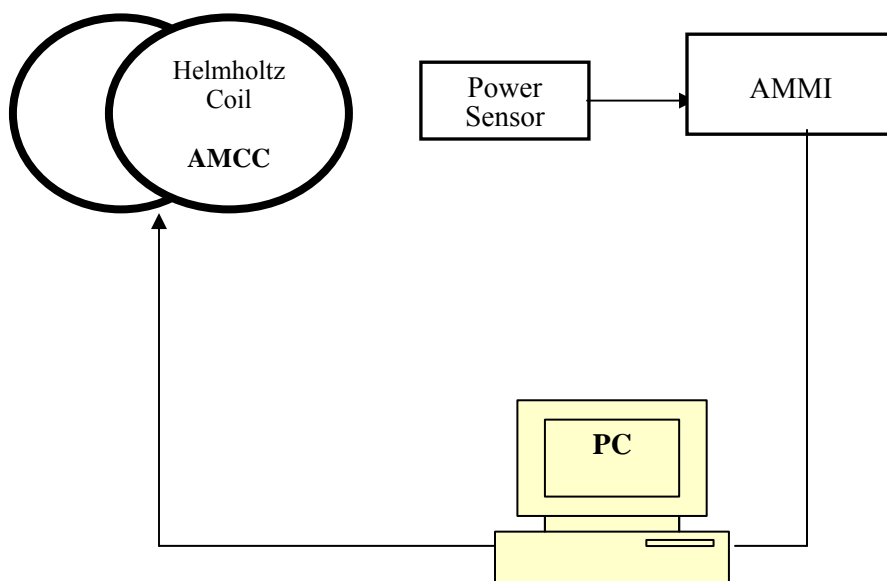 Helmholtz
Coil
AMCC
Power
Sensor
AMMI
PC